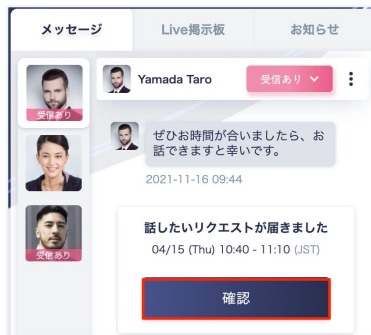 メッセージ
Live掲示板
お知らせ
受信あり
受信あり
Yamada Taro
受信あり
ぜひお時間が合いましたら、お
話できますと幸いです。
2021-11-16 09:44
話したいリクエストが届きました
04/15 (Thu) 10:40 - 11:10 (JST)
確認